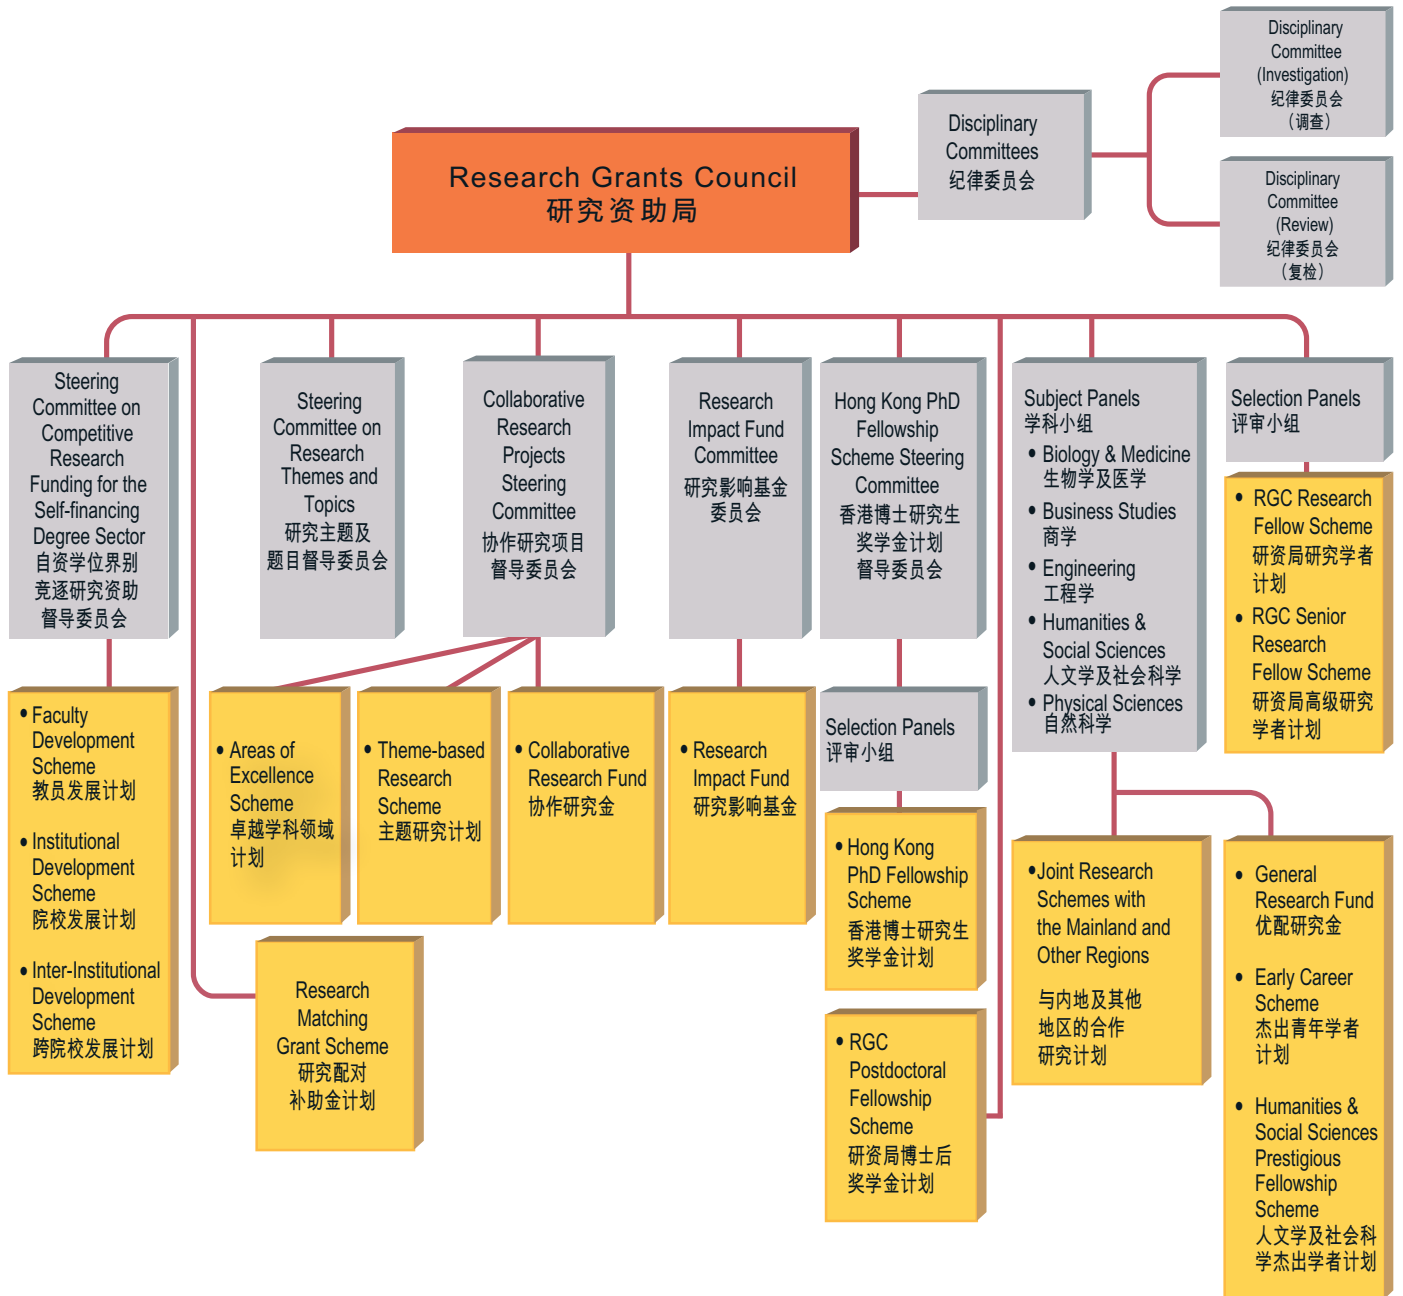 Research Grants Council
研究资助局
Disciplinary
Committees
纪律委员会
Disciplinary
Committee
(Investigation)
纪律委员会
（调查）
Disciplinary
Committee
(Review)
纪律委员会
（复检）
Steering
Committee on
Competitive
Research
Funding for the
Self-financing
Degree Sector
自资学位界别
竞逐研究资助
督导委员会
Steering
Committee on
Research
Themes and
Topics
研究主题及
题目督导委员会
Collaborative
Research
Projects
Steering
Committee
协作研究项目
督导委员会
Research
Impact Fund
Committee
研究影响基金
委员会
Hong Kong PhD
Fellowship
Scheme Steering
Committee
香港博士研究生
奖学金计划
督导委员会
Subject Panels
学科小组
• Biology & Medicine
生物学及医学
• Business Studies
商学
• Engineering
工程学
• Humanities &
Social Sciences
人文学及社会科学
• Physical Sciences
自然科学
Selection Panels
评审小组
• RGC Research
Fellow Scheme
研资局研究学者
计划
• RGC Senior
Research
Fellow Scheme
研资局高级研究
学者计划
• Faculty
Development
Scheme
教员发展计划
• Institutional
Development
Scheme
院校发展计划
• Inter-Institutional
Development
Scheme
跨院校发展计划
• Areas of
Excellence
Scheme
卓越学科领域
计划
• Theme-based
Research
Scheme
主题研究计划
• Collaborative
Research Fund
协作研究金
• Research
Impact Fund
研究影响基金
Selection Panels
评审小组
• Hong Kong
PhD Fellowship
Scheme
香港博士研究生
奖学金计划
• RGC
Postdoctoral
Fellowship
Scheme
研资局博士后
奖学金计划
Research
Matching
Grant Scheme
研究配对
补助金计划
•Joint Research
Schemes with
the Mainland and
Other Regions
与内地及其他
地区的合作
研究计划
• General
Research Fund
优配研究金
• Early Career
Scheme
杰出青年学者
计划
• Humanities &
Social Sciences
Prestigious
Fellowship
Scheme
人文学及社会科
学杰出学者计划